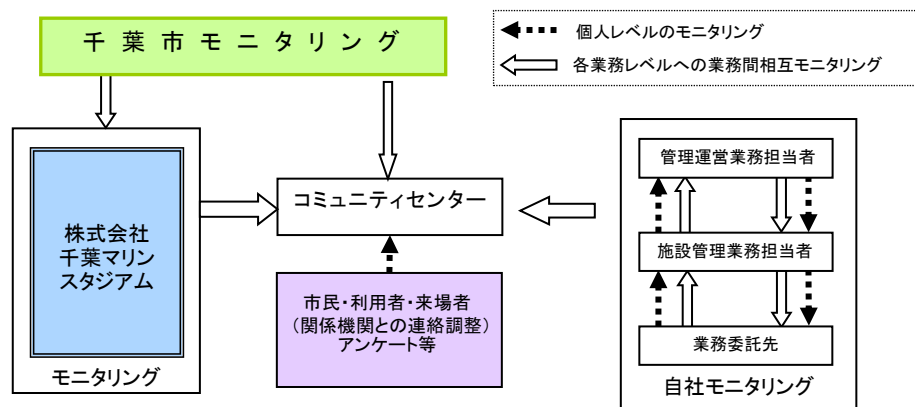 千葉市モニタリング
個人レベルのモニタリング
各業務レベルへの業務間相互モニタリング
株式会社
千葉マリン
スタジアム
モニタリング
コミュニティセンター
市民・利用者・来場者
（関係機関との連絡調整）
アンケート等
管理運営業務担当者
施設管理業務担当者
業務委託先
自社モニタリング